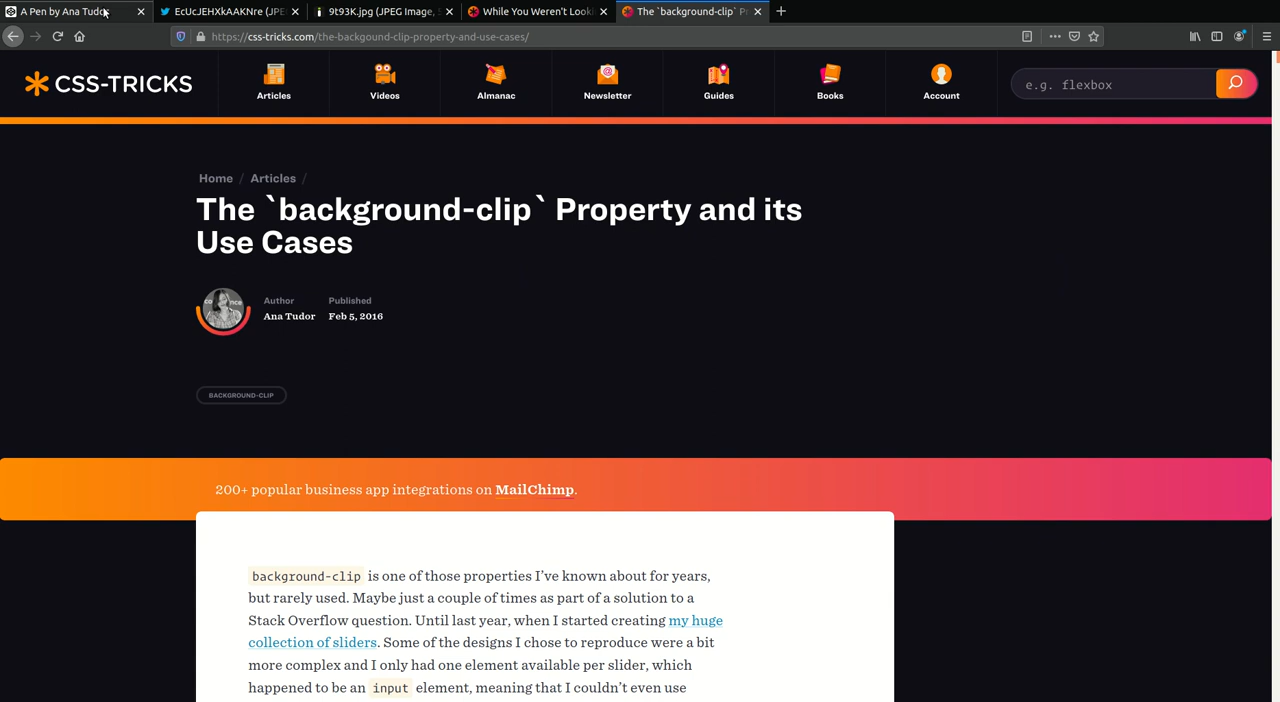 A Pen by Ana Tudo
EcUcJEHXkAAKNre (JPE
9t93K.jpg (JPEG Image,
While You Weren't Looki
The `background-clip` Pr
https://css-tricks.com/the-backgound-clip-property-and-use-cases/
CSS-TRICKS
Articles
Videos
Almanac
Newsletter
Guides
Books
Account
e.g. flexbox
Home / Articles /
The `background-clip` Property and its
Use Cases
Author
Ana Tudor
Published
Feb 5, 2016
BACKGROUND-CLIP
200+ popular business app integrations on MailChimp.
background-clip is one of those properties I've known about for years,
but rarely used. Maybe just a couple of times as part of a solution to a
Stack Overflow question. Until last year, when I started creating my huge
collection of sliders. Some of the designs I chose to reproduce were a bit
more complex and I only had one element available per slider, which
happened to be an input element, meaning that I couldn't even use